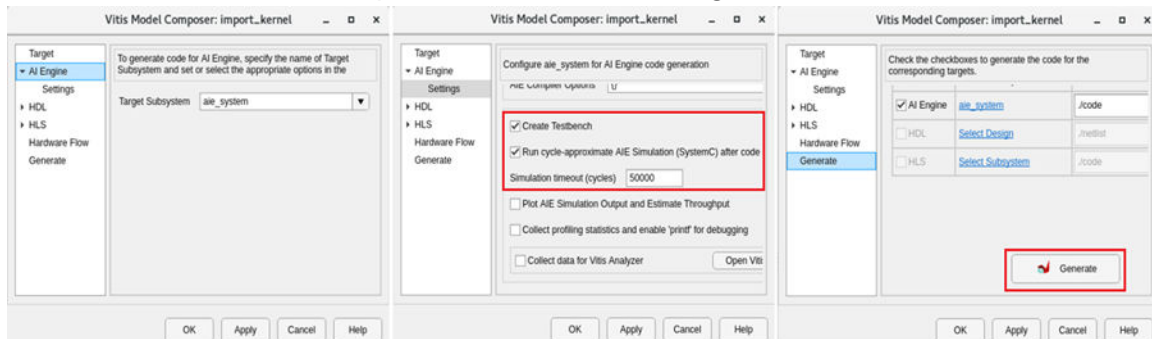 Vitis Model Composer: import_kernel
Target
AI Engine
Settings
HDL
HLS
Hardware Flow
Generate
To generate code for AI Engine, specify the name of Target
Subsystem and set or select the appropriate options in the
Target Subsystem aie_system
OK Apply Cancel Help
Vitis Model Composer: import_kernel
Target
AI Engine
Settings
HDL
HLS
Hardware Flow
Generate
Configure aie_system for AI Engine code generation
AIE Compiler Options
Create Testbench
Run cycle-approximate AIE Simulation (SystemC) after code
Simulation timeout (cycles) 50000
Plot AIE Simulation Output and Estimate Throughput
Collect profiling statistics and enable 'printf' for debugging
Collect data for Vitis Analyzer Open Viti
OK Apply Cancel Help
Vitis Model Composer: import_kernel
Target
AI Engine
Settings
HDL
HLS
Hardware Flow
Generate
Check the checkboxes to generate the code for the
corresponding targets.
AI Engine aie_system ./code
HDL Select Design ./netlist
HLS Select Subsystem ./code
Generate
OK Apply Cancel Help